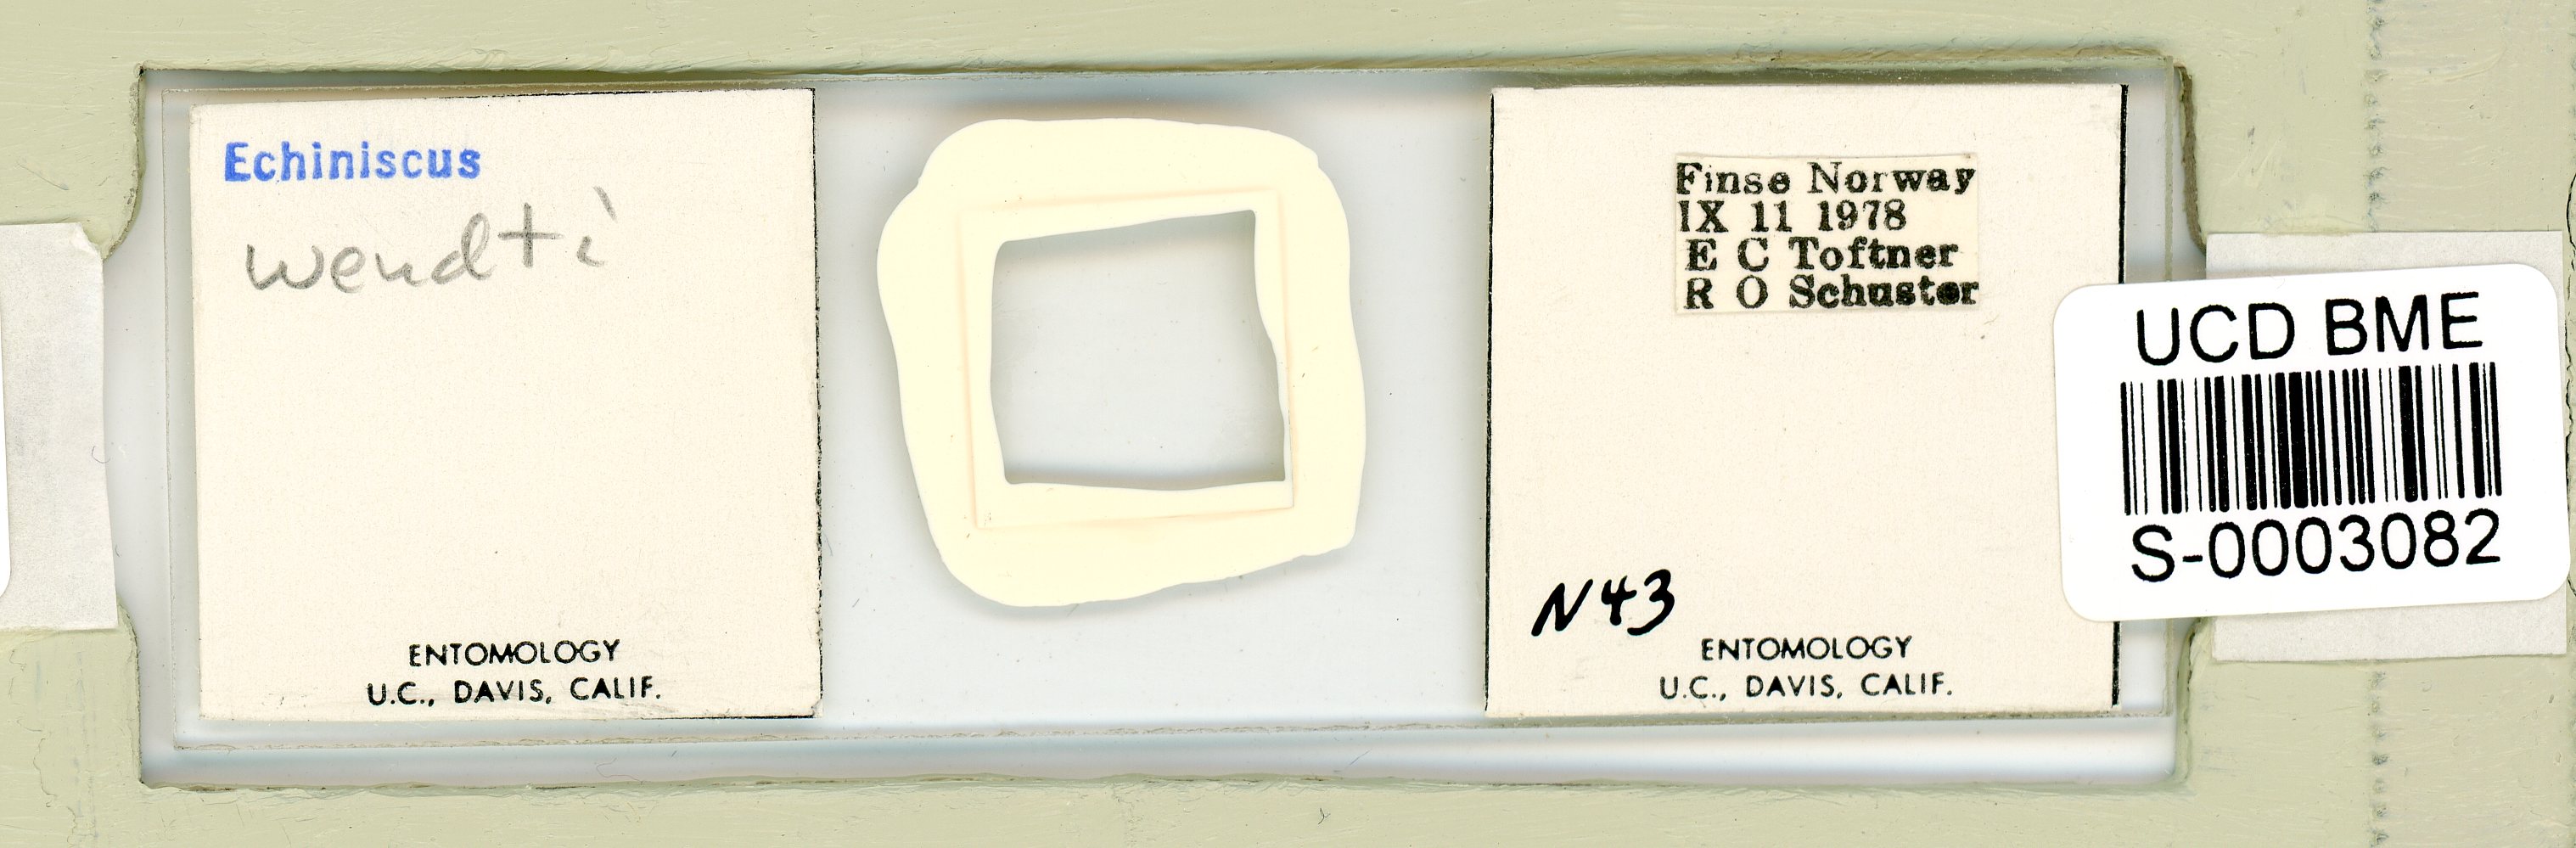 Echiniscus
wendti
ENTOMOLOGY
U.C., DAVIS, CALIF.
Finse Norway
IX 11 1978
E C Toftner
R O Schuster
N43
ENTOMOLOGY
U.C., DAVIS, CALIF.
UCD BME
S-0003082